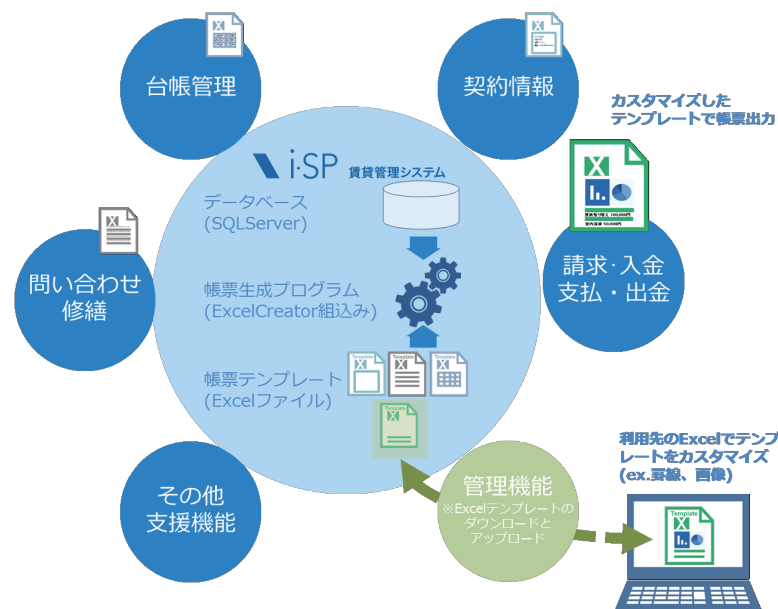 台帳管理
契約情報
カスタマイズした
テンプレートで帳票出力
i·SP 賃貸管理システム
データベース
(SQLServer)
請求･入金
支払・出金
問い合わせ
修繕
帳票生成プログラム
(ExcelCreator組込み)
帳票テンプレート
(Excelファイル)
Template
Template
Template
Template
利用先のExcelでテンプ
レートをカスタマイズ
(ex.罫線、画像)
その他
支援機能
管理機能
※Excelテンプレートの
ダウンロードと
アップロード
Template